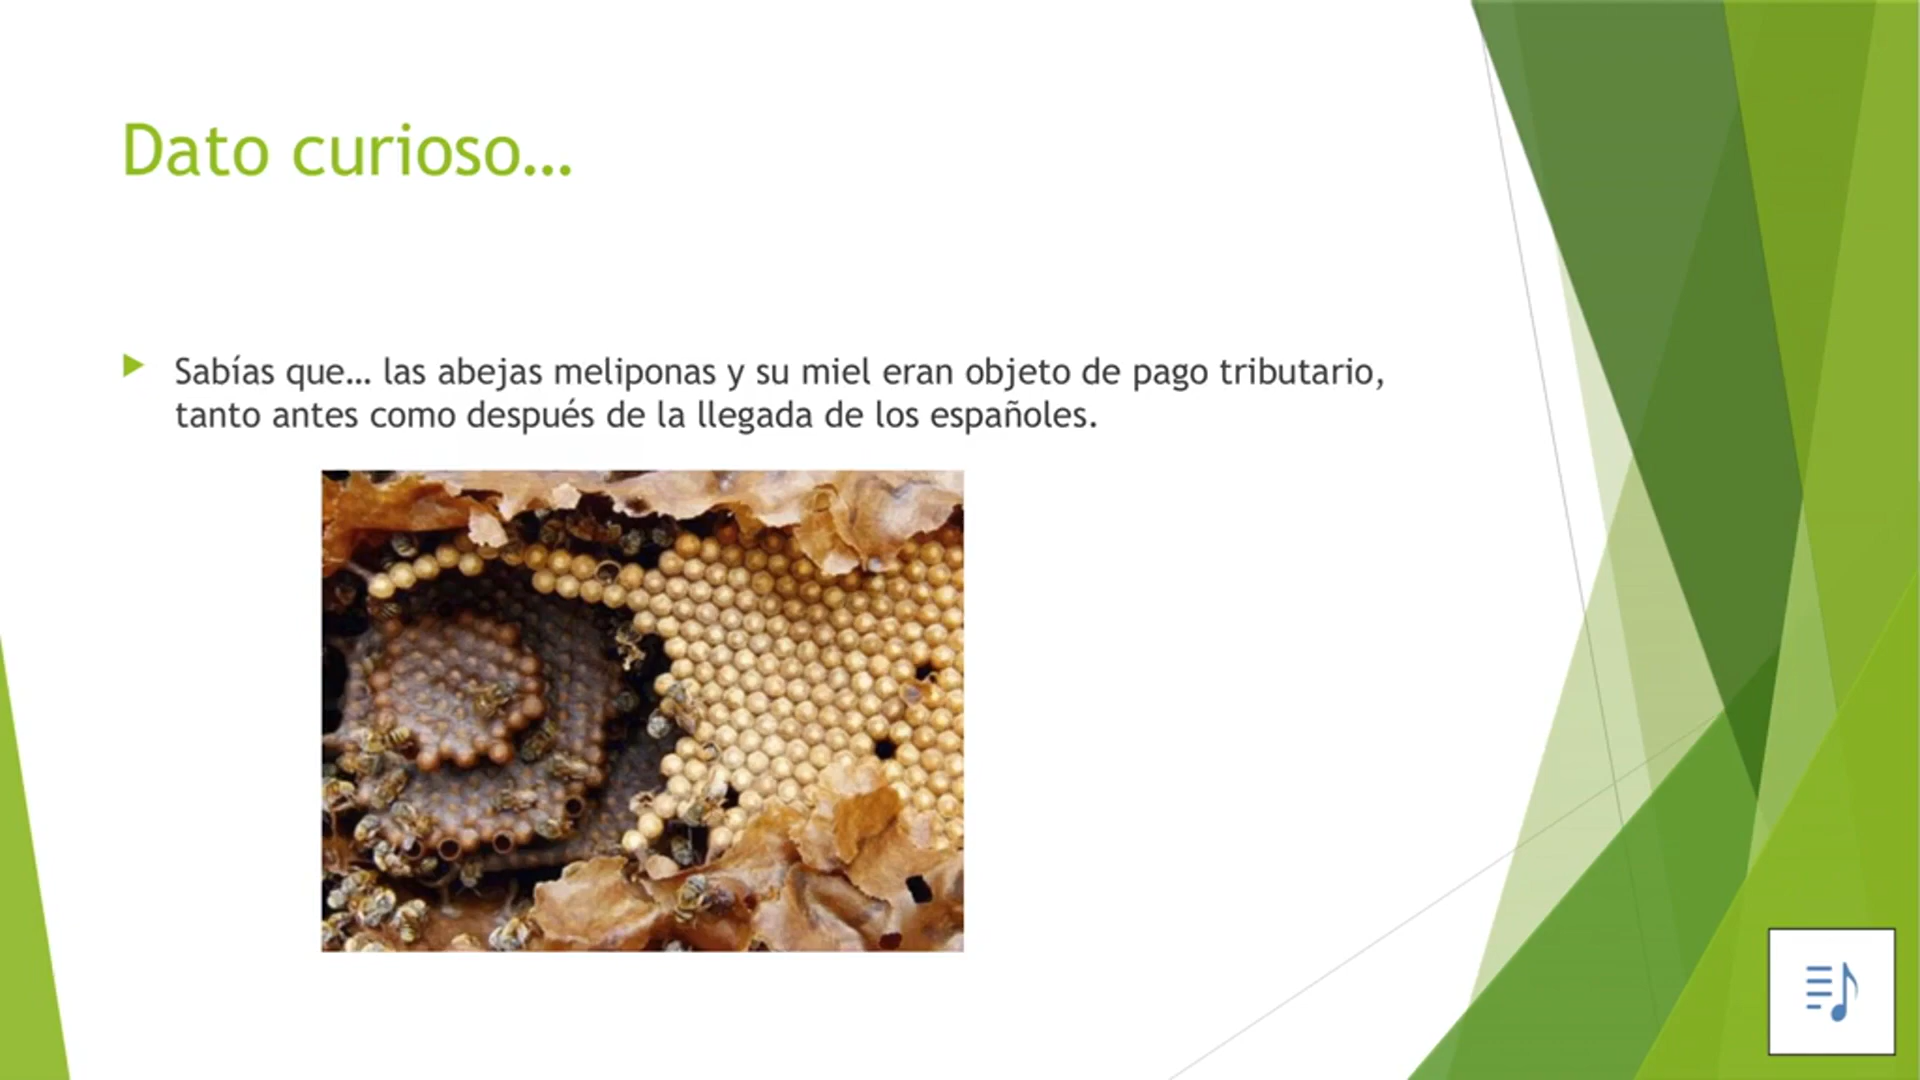 Dato curioso…
Sabías que… las abejas meliponas y su miel eran objeto de pago tributario,
tanto antes como después de la llegada de los españoles.